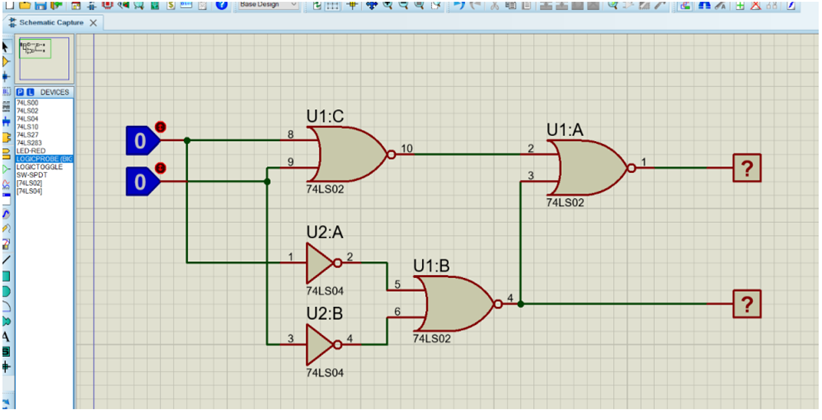 Base Design
Schematic Capture
P L DEVICES
74LS00
74LS02
74LS04
74LS10
74LS27
74LS283
LED-RED
LOGICPROBE (BIG)
LOGICTOGGLE
SW-SPDT
[74LS02]
[74LS04]
0
0
U1:C
8
9
10
74LS02
U1:A
2
3
1
74LS02
?
U2:A
1
2
74LS04
U2:B
3
4
74LS04
U1:B
5
6
4
74LS02
?